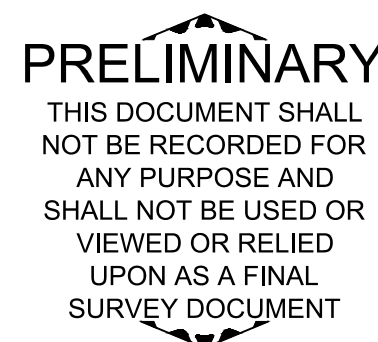 PRELIMINARY
THIS DOCUMENT SHALL
NOT BE RECORDED FOR
ANY PURPOSE AND
SHALL NOT BE USED OR
VIEWED OR RELIED
UPON AS A FINAL
SURVEY DOCUMENT